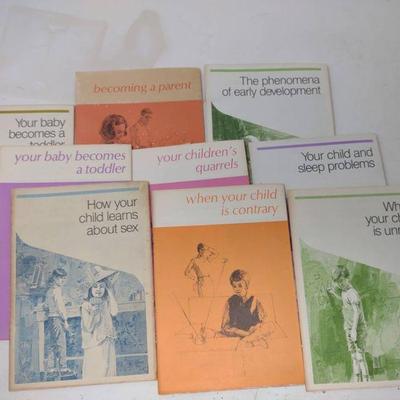 becoming a parent
The phenomena
of early development
Your baby
becomes a
toddler
your baby becomes
a toddler
your children's
quarrels
Your child and
sleep problems
How your
child learns
about sex
when your child
is contrary
your
is